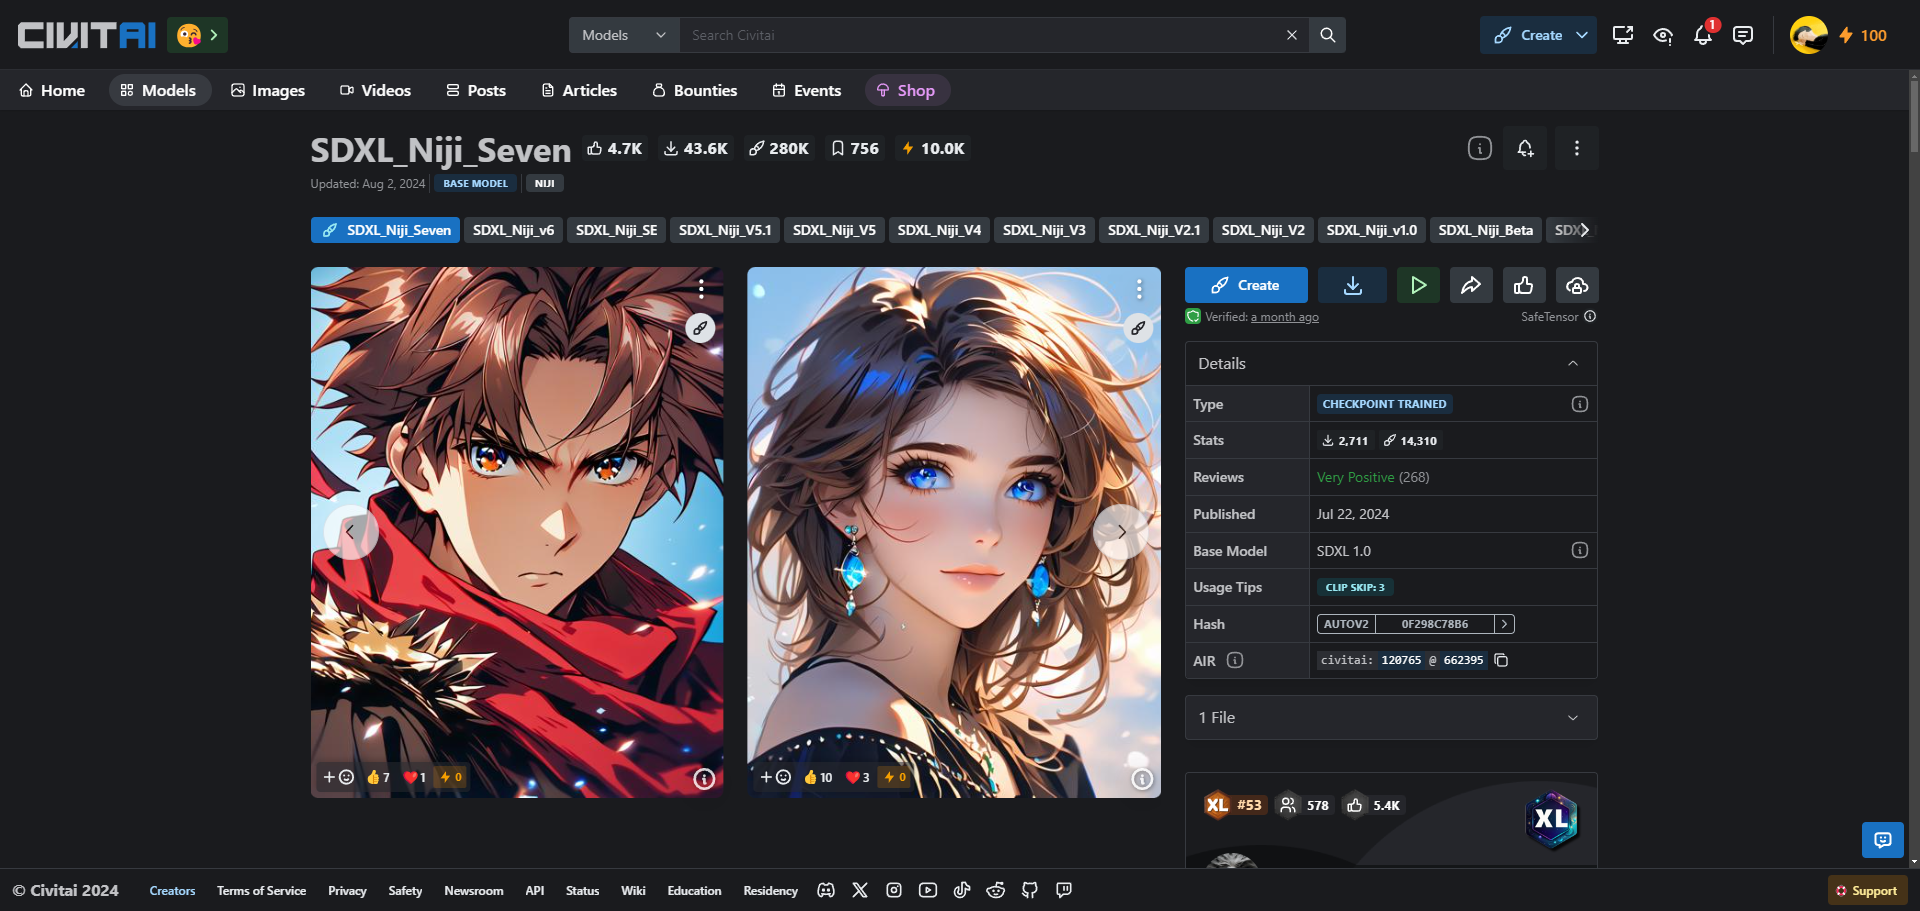 CIVITAI
Models
Search Civitai
Create
1
100
Home
Models
Images
Videos
Posts
Articles
Bounties
Events
Shop
SDXL_Niji_Seven 4.7K 43.6K 280K 756 10.0K
Updated: Aug 2, 2024 BASE MODEL NIJI
SDXL_Niji_Seven SDXL_Niji_v6 SDXL_Niji_SE SDXL_Niji_V5.1 SDXL_Niji_V5 SDXL_Niji_V4 SDXL_Niji_V3 SDXL_Niji_V2.1 SDXL_Niji_V2 SDXL_Niji_v1.0 SDXL_Niji_Beta
7 1 0
10 3 0
Create
Verified: a month ago
SafeTensor
Details
Type CHECKPOINT TRAINED
Stats 2,711 14,310
Reviews Very Positive (268)
Published Jul 22, 2024
Base Model SDXL 1.0
Usage Tips CLIP SKIP: 3
Hash AUTOV2 0F298C78B6
AIR civitai: 120765 @ 662395
1 File
XL #53 578 5.4K
XL
© Civitai 2024 Creators Terms of Service Privacy Safety Newsroom API Status Wiki Education Residency
Support